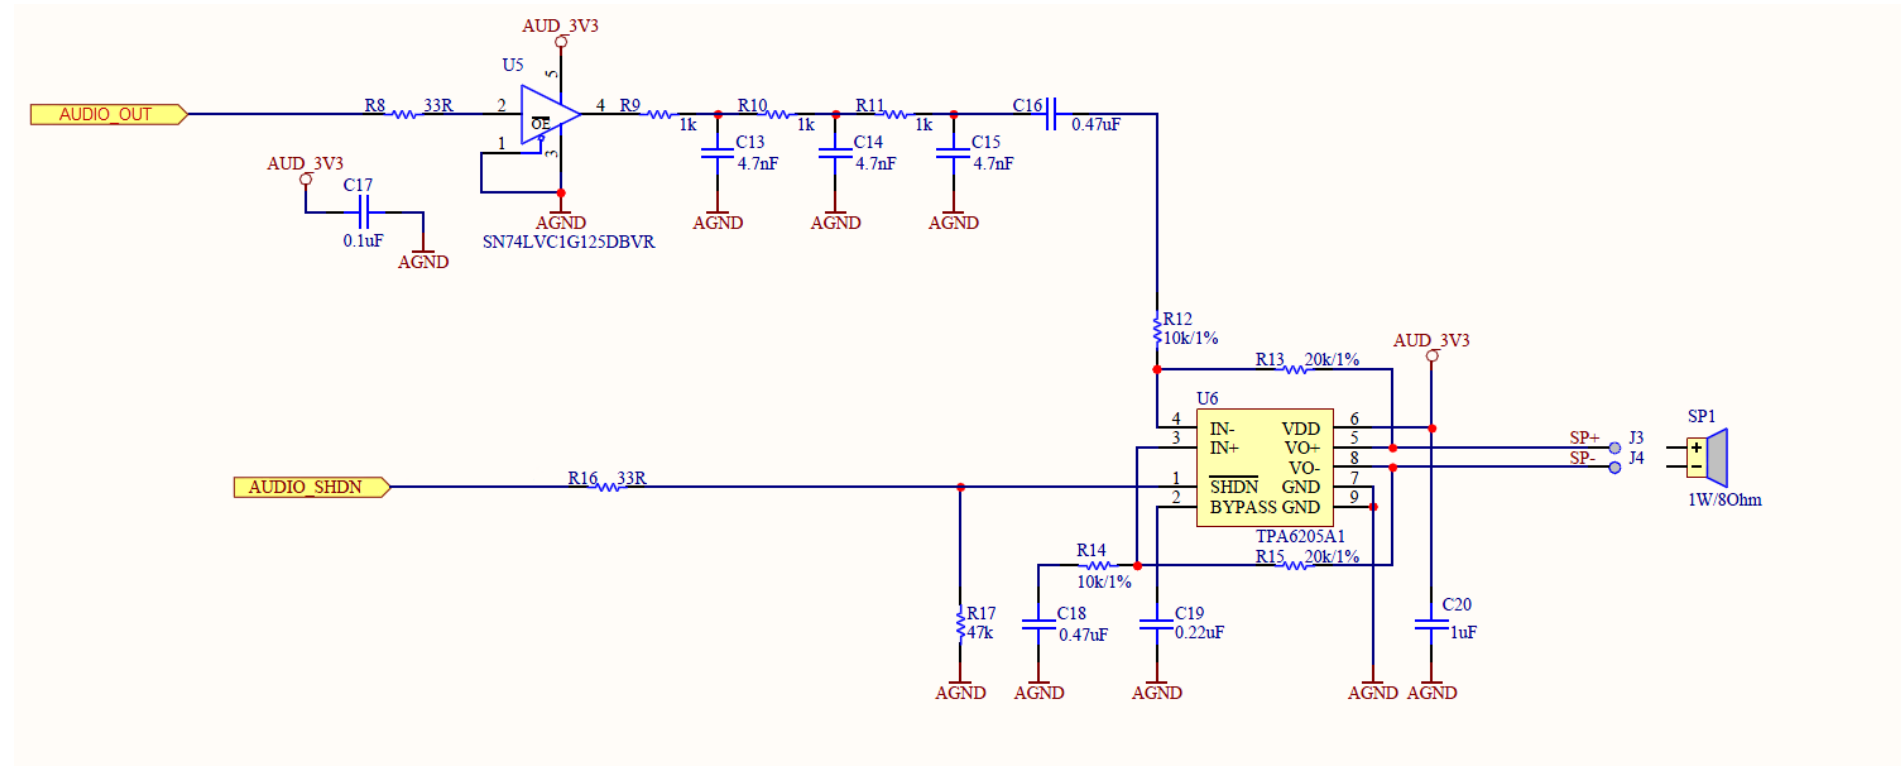 AUD_3V3
U5
5
AUDIO_OUT
R8 33R
2
OE
4
R9
1k
R10
1k
R11
1k
C16
0.47uF
1
3
C13
4.7nF
C14
4.7nF
C15
4.7nF
AUD_3V3
C17
0.1uF
AGND
AGND
AGND
AGND
AGND
SN74LVC1G125DBVR
R12
10k/1%
AUD_3V3
R13 20k/1%
U6
4 IN- VDD 6
3 IN+ VO+ 5
VO- 8
1 SHDN GND 7
2 BYPASS GND 9
TPA6205A1
SP+ J3
SP- J4
SP1
+
−
1W/8Ohm
AUDIO_SHDN
R16 33R
R14
10k/1%
R15 20k/1%
R17
47k
C18
0.47uF
C19
0.22uF
C20
1uF
AGND
AGND
AGND
AGND
AGND